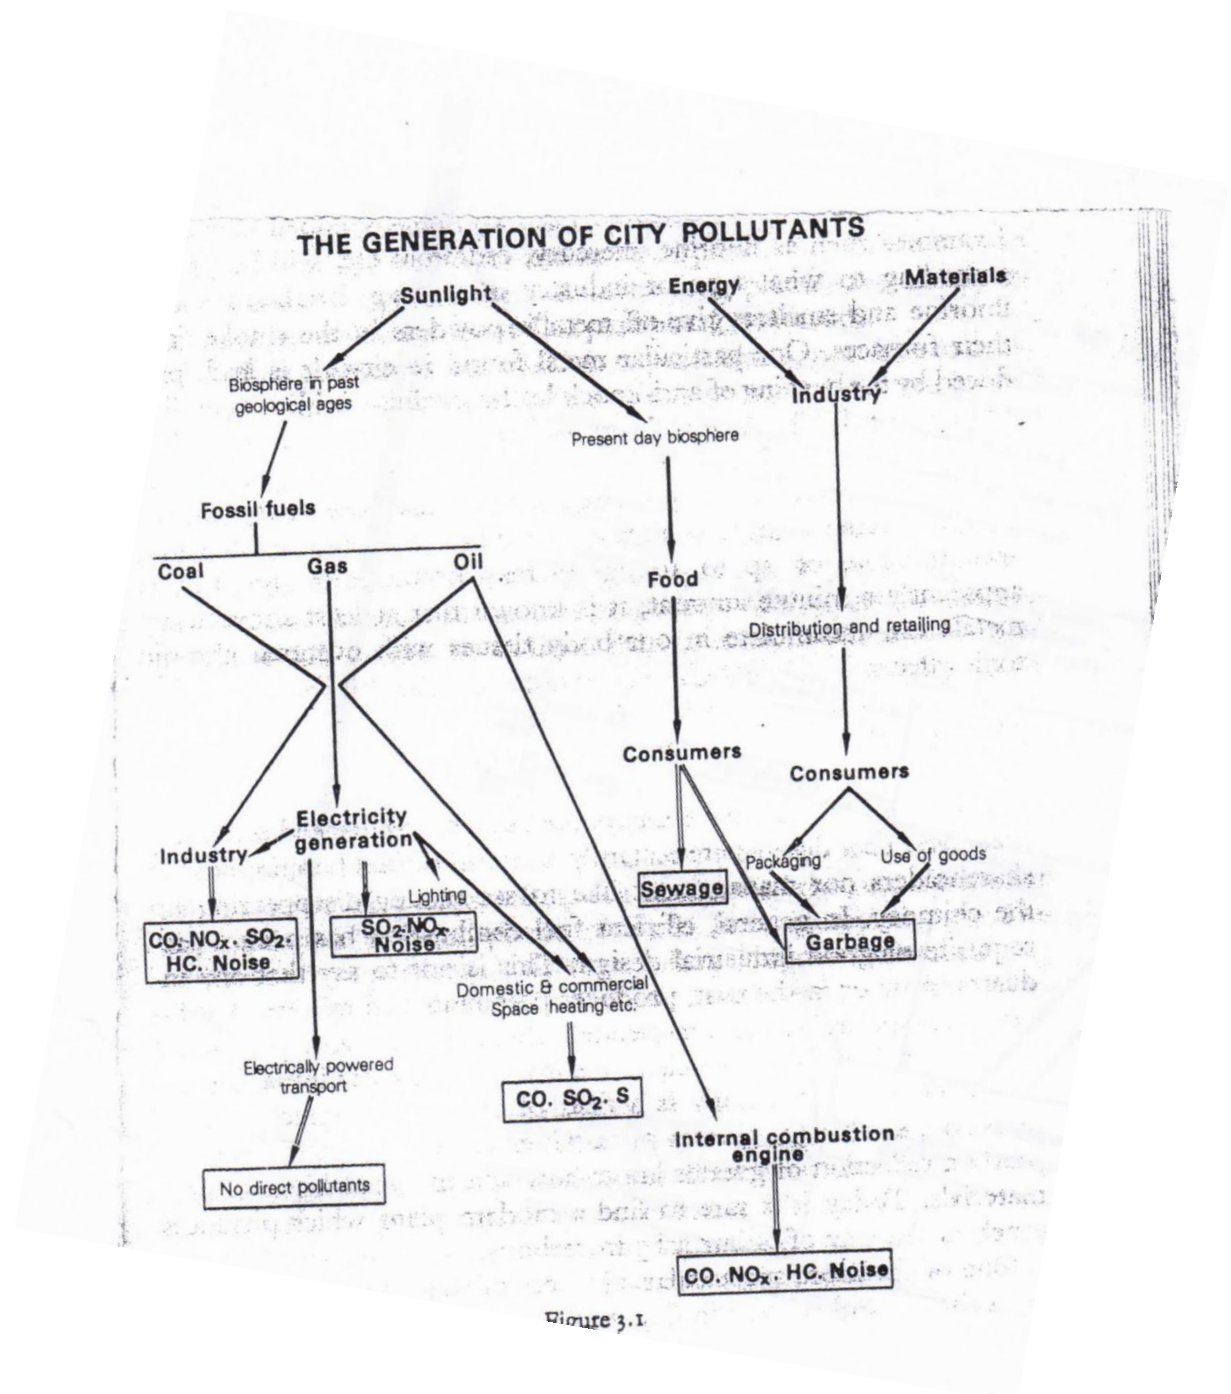 THE GENERATION OF CITY POLLUTANTS
Sunlight
Energy
Materials
Biosphere in past
geological ages
Industry
Present day biosphere
Fossil fuels
Coal
Gas
Oil
Food
Distribution and retailing
Consumers
Consumers
Electricity
generation
Industry
Packaging
Use of goods
Lighting
Sewage
CO. NOx. SO2.
HC. Noise
SO2.NOx.
Noise
Garbage
Domestic & commercial
Space heating etc.
Electrically powered
transport
CO. SO2. S
Internal combustion
engine
No direct pollutants
CO. NOx. HC. Noise
Figure 3.1